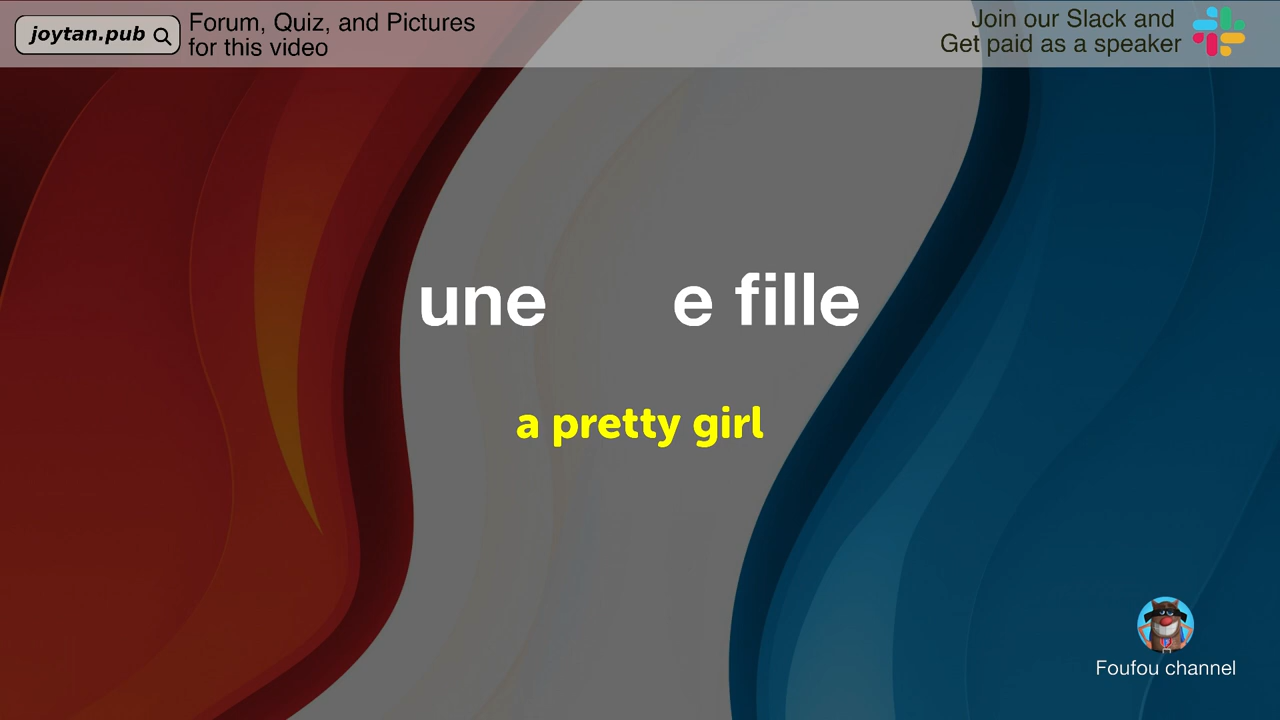 joytan.pub
Forum, Quiz, and Pictures
for this video
Join our Slack and
Get paid as a speaker
une e fille
a pretty girl
Foufou channel